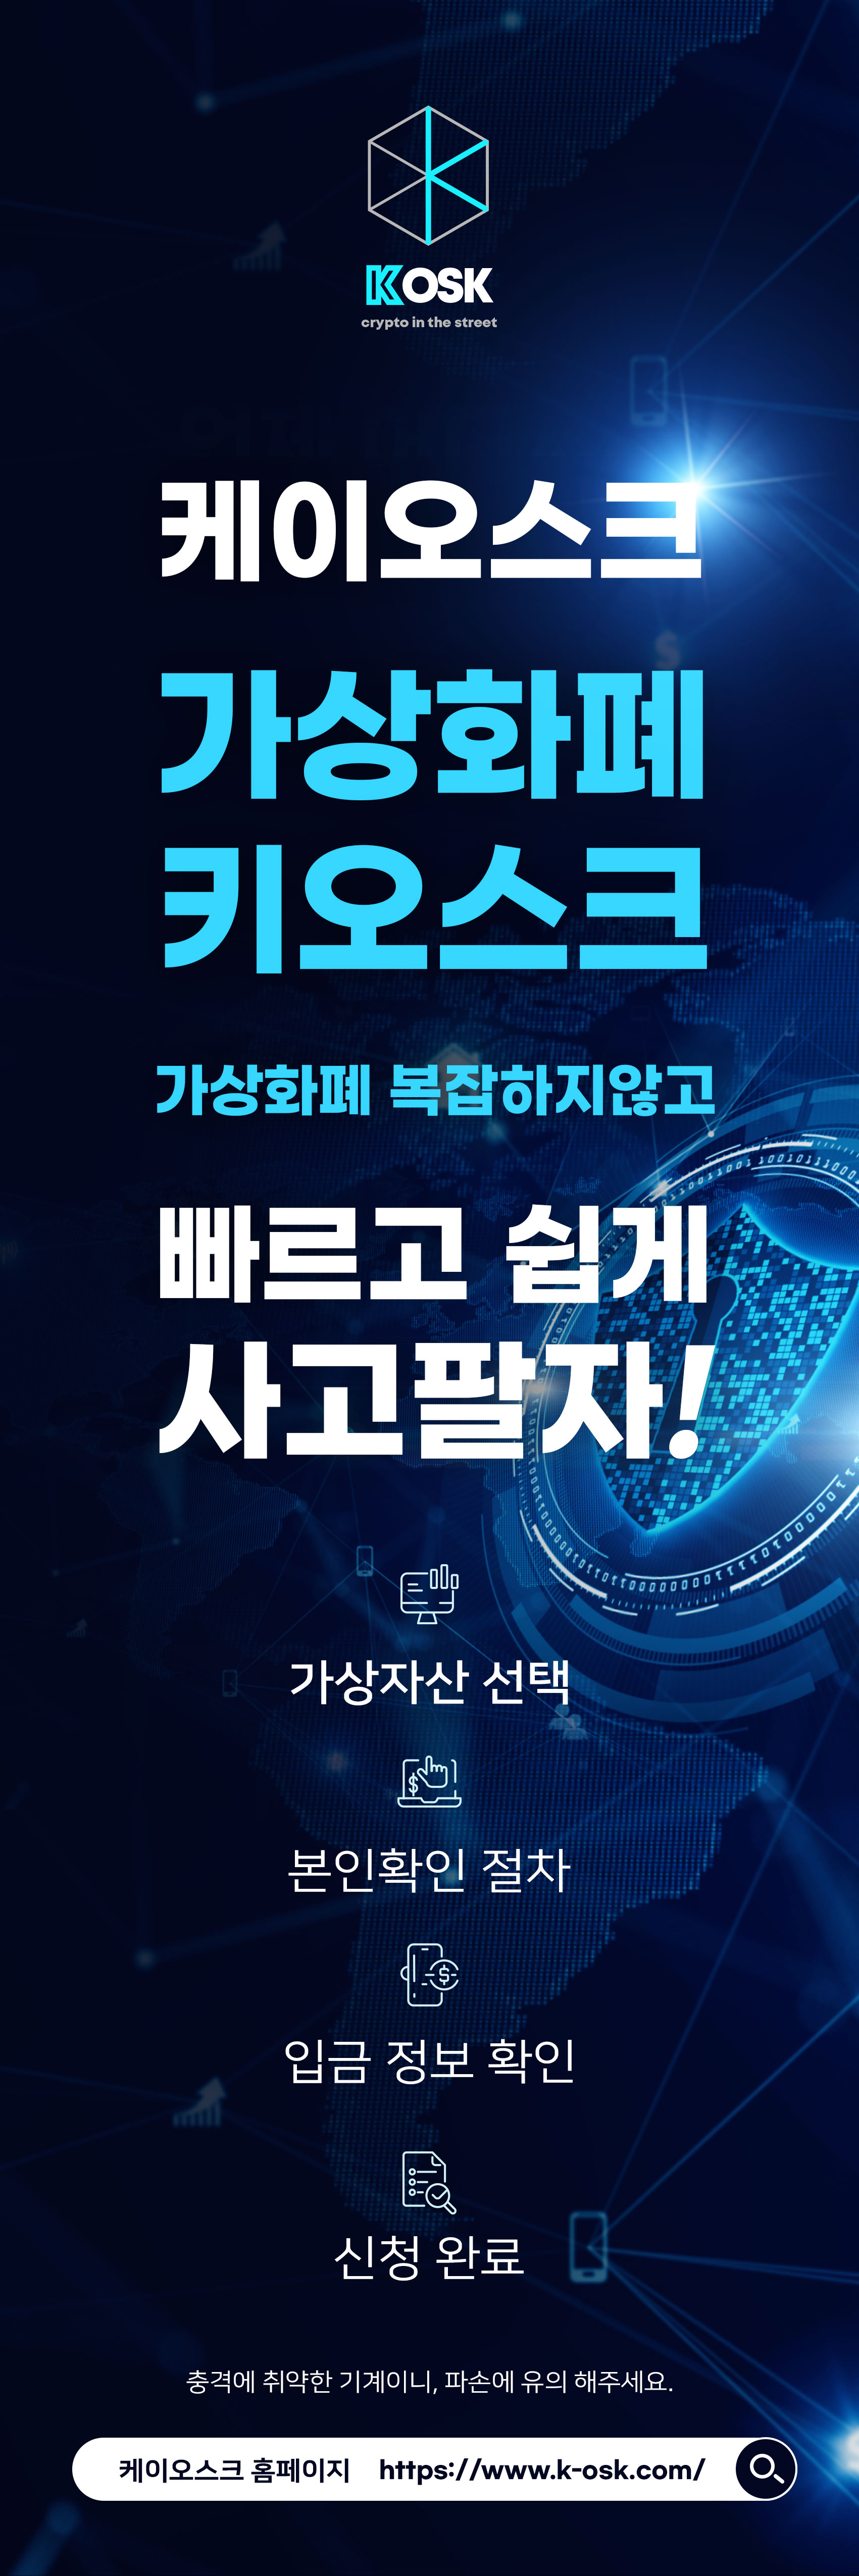 KOSK
crypto in the street
케이오스크
가상화폐
키오스크
가상화폐 복잡하지않고
빠르고 쉽게
사고팔자!
가상자산 선택
본인확인 절차
입금 정보 확인
신청 완료
충격에 취약한 기계이니, 파손에 유의 해주세요.
케이오스크 홈페이지 https://www.k-osk.com/